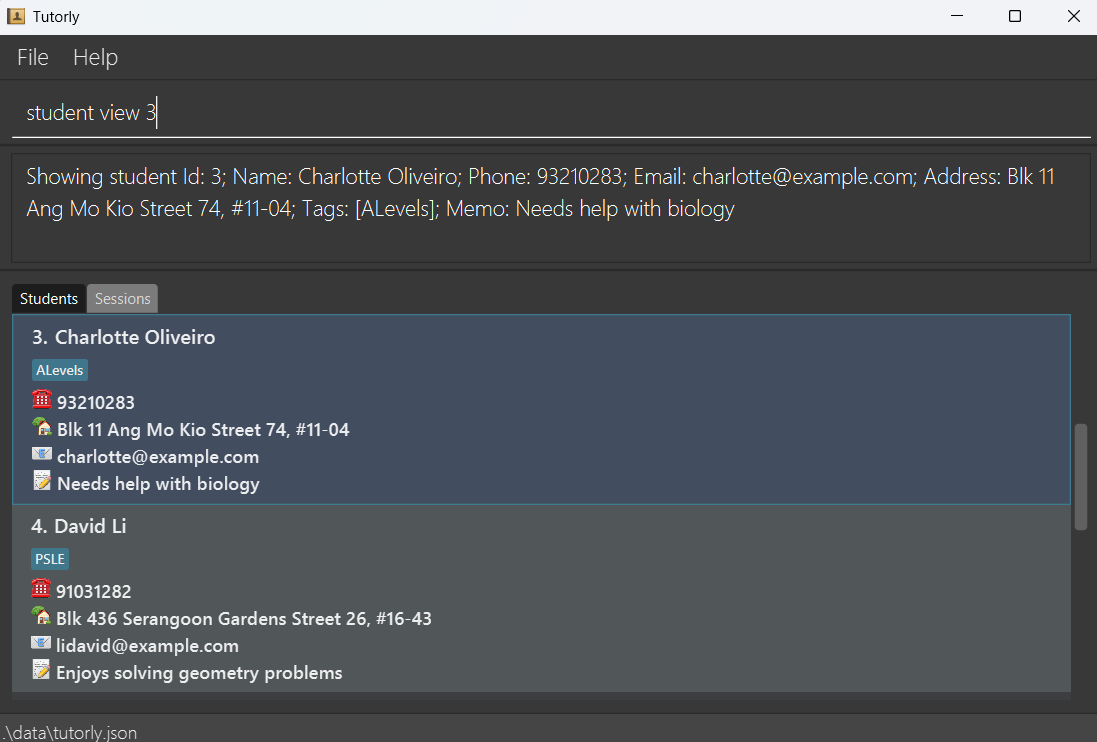 Tutorly
File Help
student view 3
Showing student Id: 3; Name: Charlotte Oliveiro; Phone: 93210283; Email: charlotte@example.com; Address: Blk 11
Ang Mo Kio Street 74, #11-04; Tags: [ALevels]; Memo: Needs help with biology
Students Sessions
3. Charlotte Oliveiro
ALevels
93210283
Blk 11 Ang Mo Kio Street 74, #11-04
charlotte@example.com
Needs help with biology
4. David Li
PSLE
91031282
Blk 436 Serangoon Gardens Street 26, #16-43
lidavid@example.com
Enjoys solving geometry problems
.\data\tutorly.json